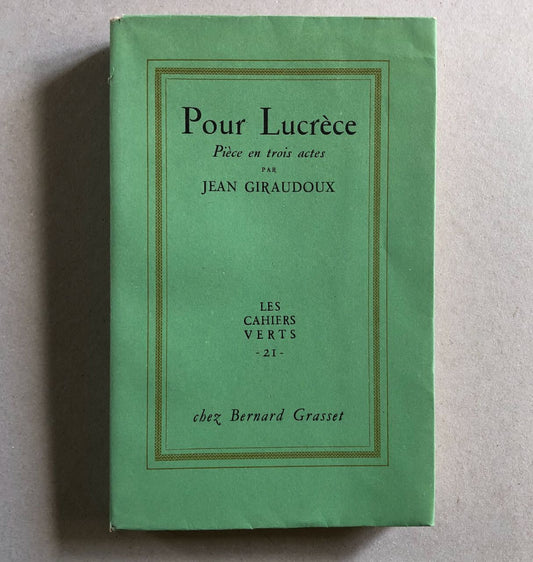 Pour Lucrèce
Pièce en trois actes
PAR
JEAN GIRAUDOUX
LES
CAHIERS
VERTS
- 21 -
chez Bernard Grasset